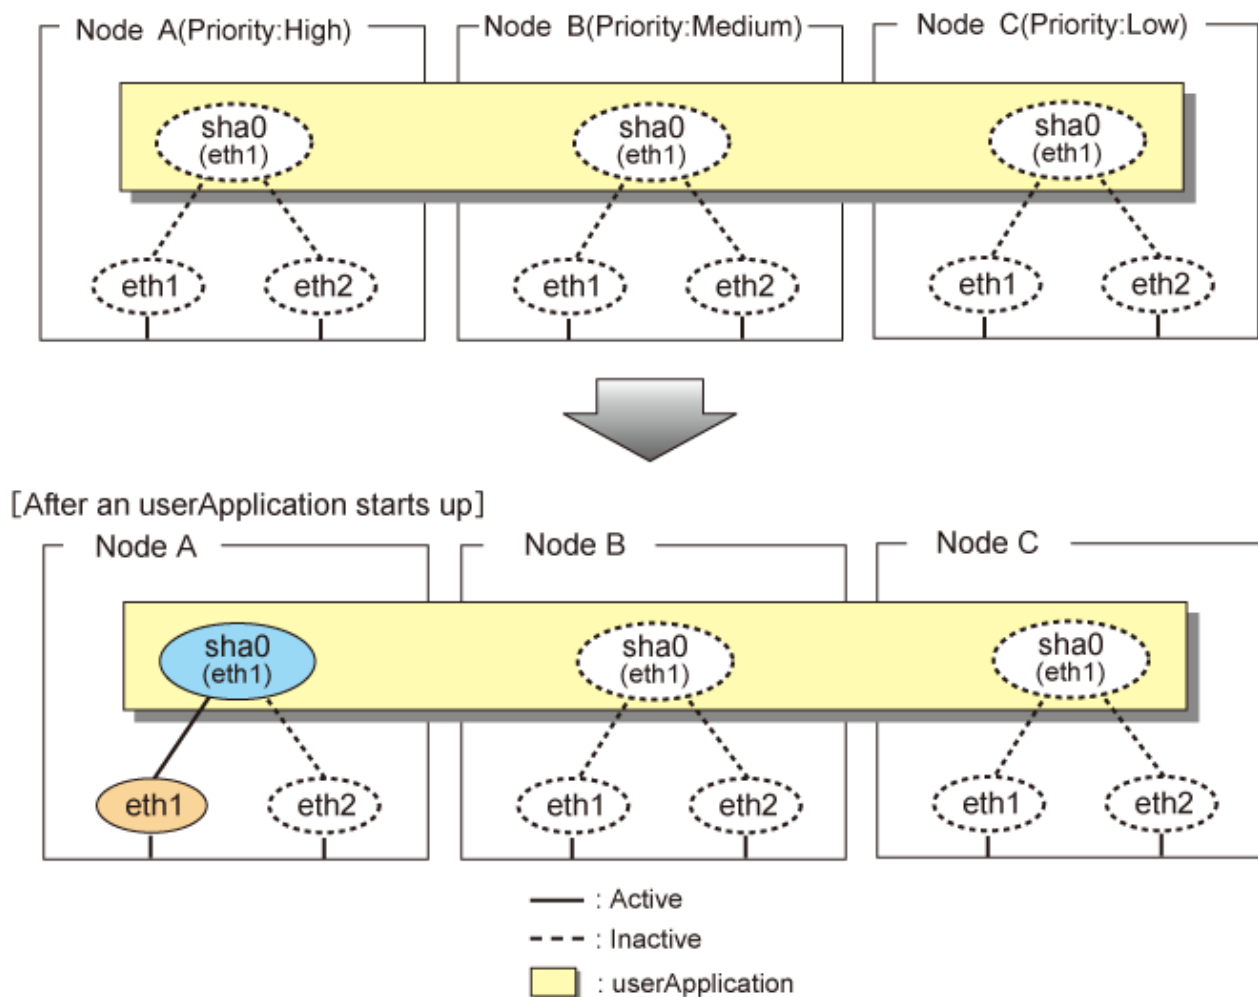 Node A(Priority:High)
Node B(Priority:Medium)
Node C(Priority:Low)
sha0
(eth1)
sha0
(eth1)
sha0
(eth1)
eth1
eth2
eth1
eth2
eth1
eth2
[After an userApplication starts up]
Node A
Node B
Node C
sha0
(eth1)
sha0
(eth1)
sha0
(eth1)
eth1
eth2
eth1
eth2
eth1
eth2
: Active
: Inactive
: userApplication